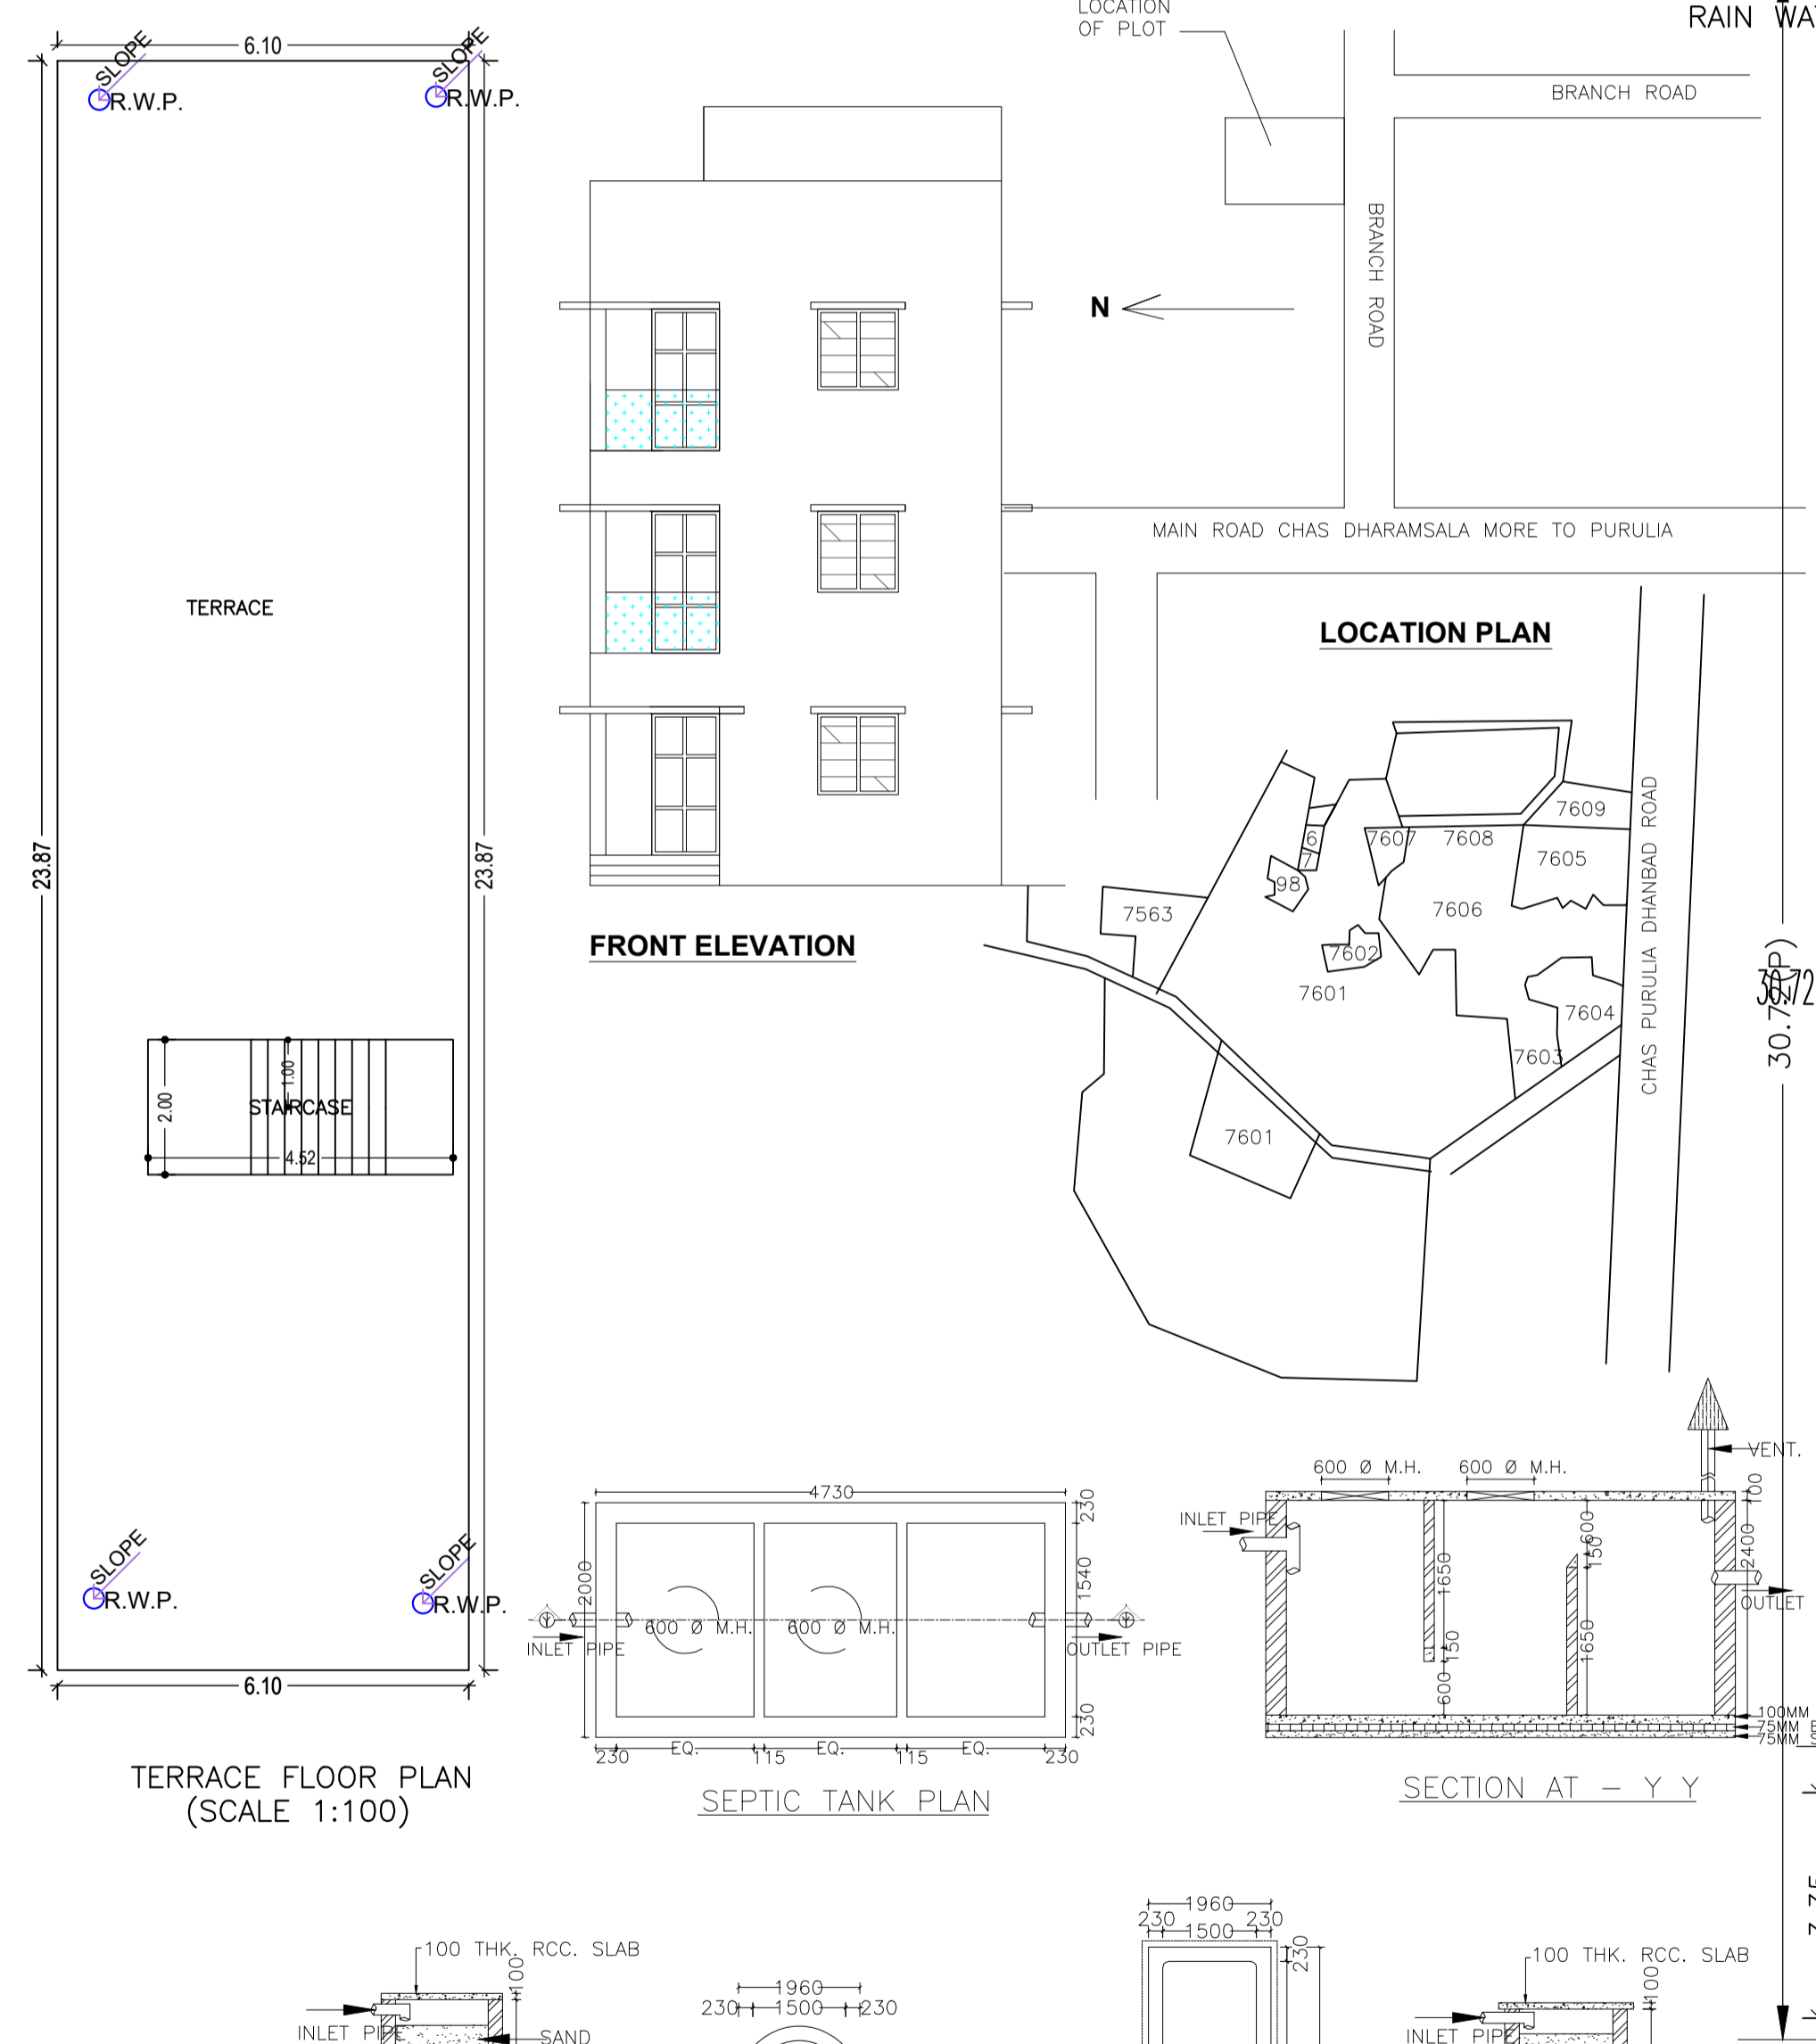 6.10
SLOPE
R.W.P.
SLOPE
R.W.P.
TERRACE
23.87
23.87
2.00
1.00
STAIRCASE
4.52
SLOPE
R.W.P.
SLOPE
R.W.P.
6.10
TERRACE FLOOR PLAN
(SCALE 1:100)
FRONT ELEVATION
LOCATION
OF PLOT
BRANCH ROAD
BRANCH ROAD
N
MAIN ROAD CHAS DHARAMSALA MORE TO PURULIA
LOCATION PLAN
RAIN
7609
7607
7608
7605
6
7
98
7606
7563
7602
7601
7604
7603
7601
CHAS PURULIA DHANBAD ROAD
30.72(P)
4730
230
2000
1540
230
600 Ø M.H.
600 Ø M.H.
INLET PIPE
OUTLET PIPE
230
EQ.
115
EQ.
115
EQ.
230
SEPTIC TANK PLAN
600 Ø M.H.
600 Ø M.H.
VENT.
100
INLET PIPE
1650
150
600
600
150
1650
2400
OUTLET
100MM
75MM
75MM
SECTION AT - Y Y
100 THK. RCC. SLAB
100
INLET PIPE
SAND
1960
230
1500
230
1960
230
1500
230
230
100 THK. RCC. SLAB
100
INLET PIPE